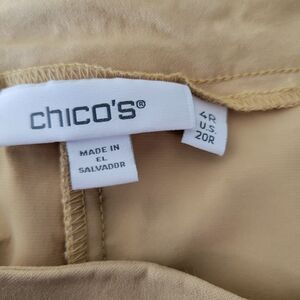 chico's®
MADE IN
EL
SALVADOR
4R
U.S.
20R